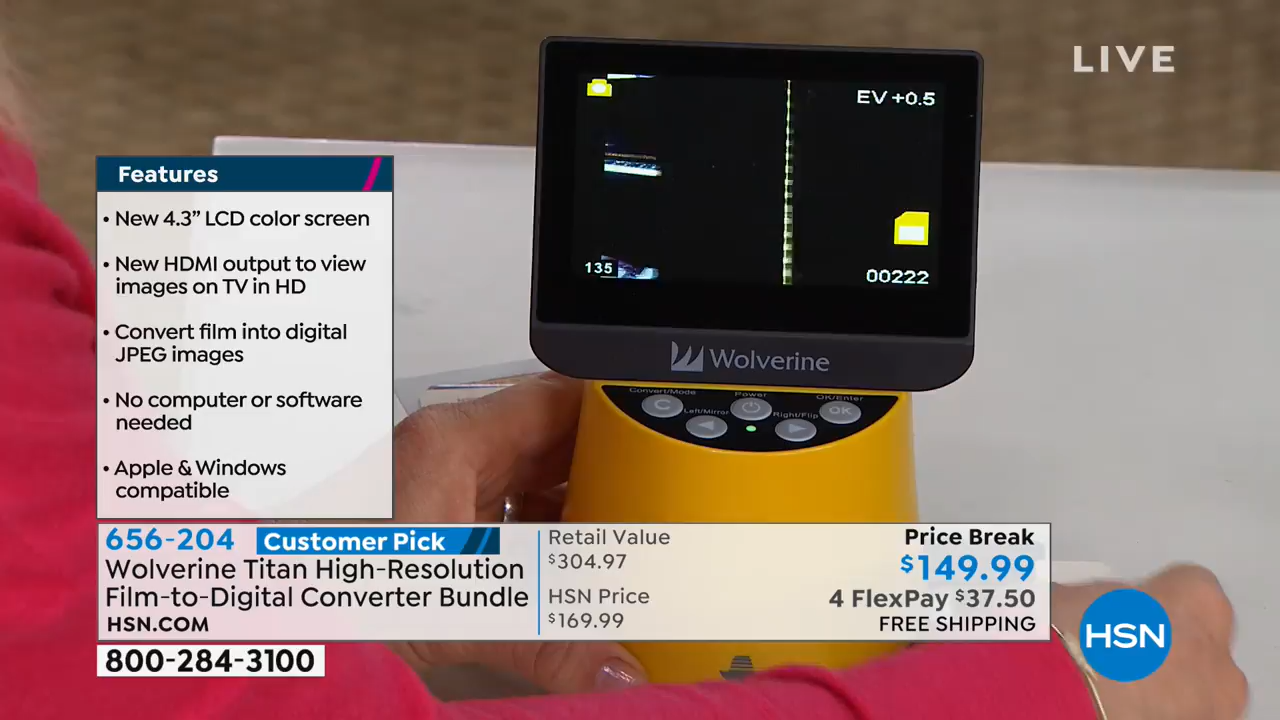 LIVE
EV +0.5
135
00222
Wolverine
Convert/Mode
Power
OK/Enter
C
OK
Left/Mirror
Right/Flip
Features
• New 4.3” LCD color screen
• New HDMI output to view
images on TV in HD
• Convert film into digital
JPEG images
• No computer or software
needed
• Apple & Windows
compatible
656-204
Customer Pick
Wolverine Titan High-Resolution
Film-to-Digital Converter Bundle
HSN.COM
Retail Value
$304.97
HSN Price
$169.99
Price Break
$149.99
4 FlexPay $37.50
FREE SHIPPING
HSN
800-284-3100